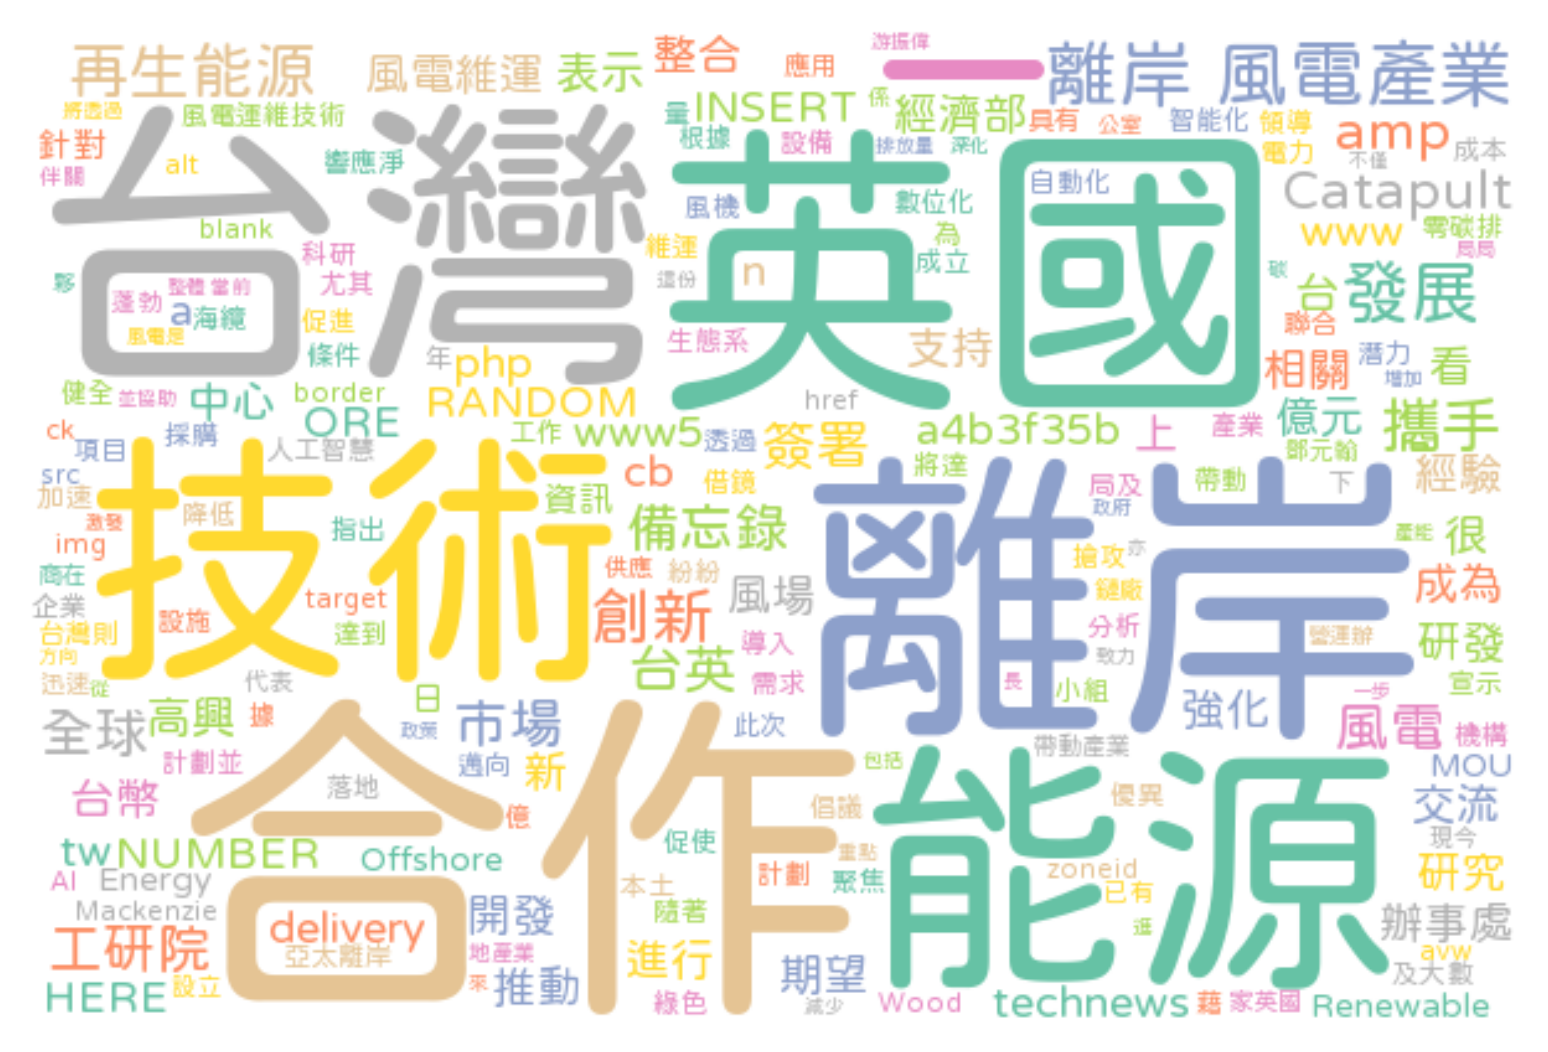 游振偉
再生能源
風電維運
表示
整合
應用
一
離岸 風電產業
將透過
風電運維技術
量
INSERT
係
經濟部
具有
公室
智能化
領導
amp
針對
台灣
英國
根據
設備
排放量
深化
電力
不僅
成本
伴關
alt
響應淨
自動化
Catapult
風機
數位化
blank
科研
維運
為
www
零碳排
局局
夥
整體 當前
尤其
這份
n
成立
碳
蓬勃
a
海纜
台
發展
風電是
促進
生態系
支持
聯合
條件
年
php
相關
潛力
看
增加
健全
並協助
中心
border
RANDOM
href
ORE
億元
攜手
ck
項目
採購
人工智慧
工作
www5
透過
簽署
a4b3f35b
上
產業
鄒元翰
技術
離岸
src
加速
cb
借鏡
將達
局及
帶動
下
經驗
降低
資訊
政府
激發
指出
備忘錄
很
產能
img
搶攻
亦
商在
供應
紛紛
鏈廠
成為
企業
target
創新
風場
台灣則
設施
達到
導入
分析
營運辦
研發
方向
台英
致力
迅速
從
代表
需求
長
小組
宣示
一步
日
強化
全球
高興
據
政策
市場
此次
風電
機構
帶動產業
計劃並
邁向
新
包括
MOU
合作
能源
台幣
落地
億
倡議
優異
交流
促使
現今
tw
NUMBER
Offshore
重點
zoneid
AI
Energy
本土
計劃
聚焦
已有
研究
Mackenzie
隨著
辦事處
delivery
開發
進
工研院
亞太離岸
地產業
進行
期望
avw
及大數
來
推動
HERE
設立
綠色
減少
Wood
technews
藉
家英國
Renewable